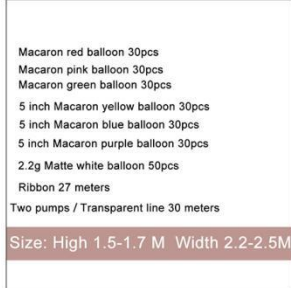 Macaron red balloon 30pcs
Macaron pink balloon 30pcs
Macaron green balloon 30pcs
5 inch Macaron yellow balloon 30pcs
5 inch Macaron blue balloon 30pcs
5 inch Macaron purple balloon 30pcs
2.2g Matte white balloon 50pcs
Ribbon 27 meters
Two pumps / Transparent line 30 meters
Size: High 1.5-1.7 M Width 2.2-2.5M